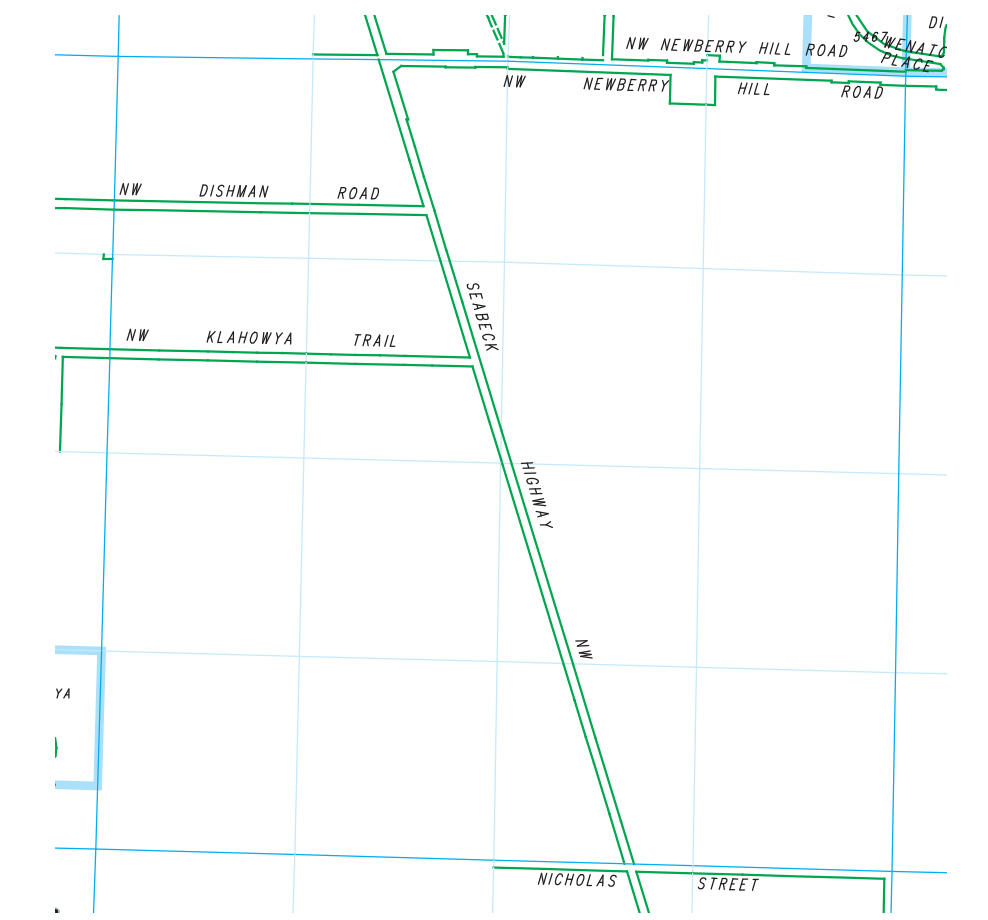 DI
5467
WENATC
PLACE
NW NEWBERRY HILL ROAD
NW NEWBERRY HILL ROAD
NW DISHMAN ROAD
SEABECK
NW KLAHOWYA TRAIL
HIGHWAY
NW
YA
NICHOLAS STREET